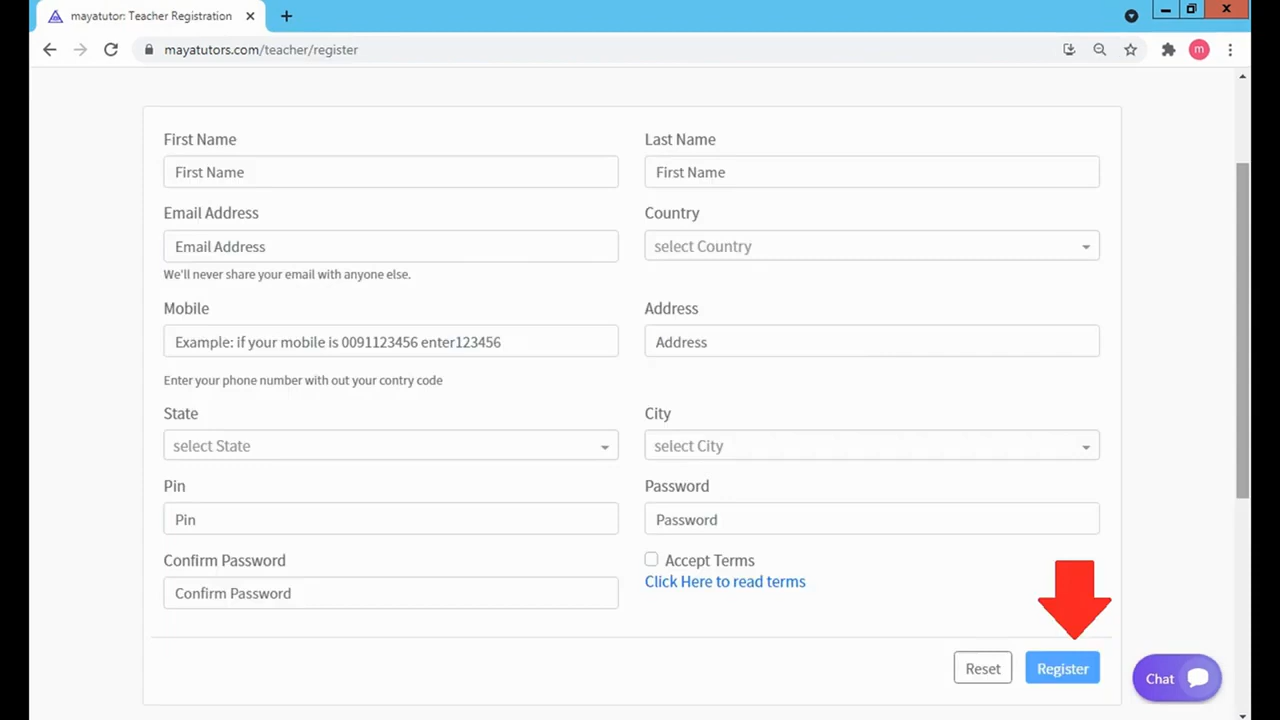 mayatutor: Teacher Registration
mayatutors.com/teacher/register
m
First Name
Last Name
First Name
First Name
Email Address
Country
Email Address
select Country
We'll never share your email with anyone else.
Mobile
Address
Example: if your mobile is 0091123456 enter123456
Address
Enter your phone number with out your contry code
State
City
select State
select City
Pin
Password
Pin
Password
Confirm Password
Accept Terms
Click Here to read terms
Confirm Password
Reset
Register
Chat